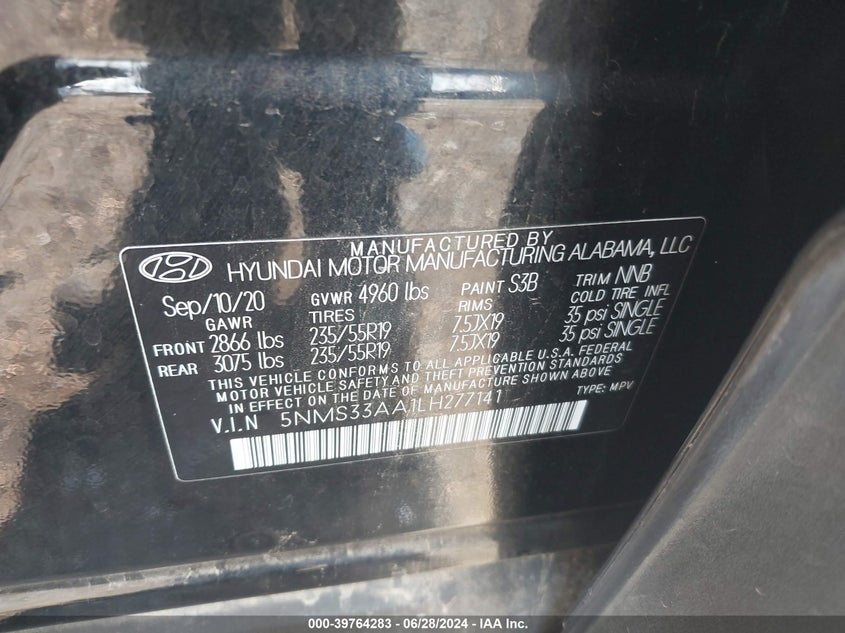 MANUFACTURED BY
HYUNDAI MOTOR MANUFACTURING ALABAMA, LLC
Sep/10/20 GVWR 4960 lbs PAINT S3B TRIM NNB
GAWR TIRES RIMS COLD TIRE INFL
FRONT 2866 lbs 235/55R19 7.5JX19 35 psi SINGLE
REAR 3075 lbs 235/55R19 7.5JX19 35 psi SINGLE
THIS VEHICLE CONFORMS TO ALL APPLICABLE U.S.A. FEDERAL
MOTOR VEHICLE SAFETY AND THEFT PREVENTION STANDARDS
IN EFFECT ON THE DATE OF MANUFACTURE SHOWN ABOVE
V.I.N 5NMS33AA1LH277141 TYPE: MPV
000-39764283 - 06/28/2024 - IAA Inc.